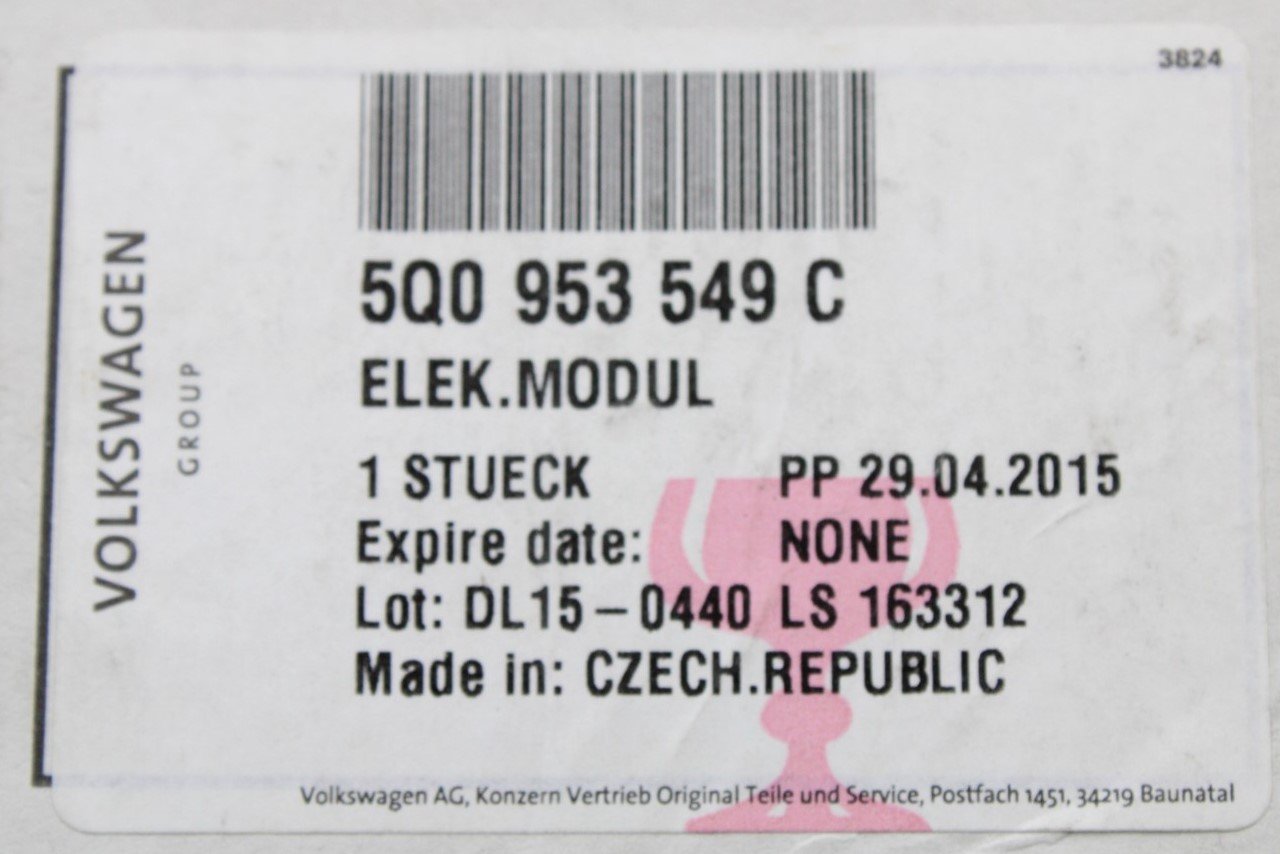 3824
VOLKSWAGEN
GROUP
5Q0 953 549 C
ELEK.MODUL
1 STUECK PP 29.04.2015
Expire date: NONE
Lot: DL15-0440 LS 163312
Made in: CZECH.REPUBLIC
Volkswagen AG, Konzern Vertrieb Original Teile und Service, Postfach 1451, 34219 Baunatal